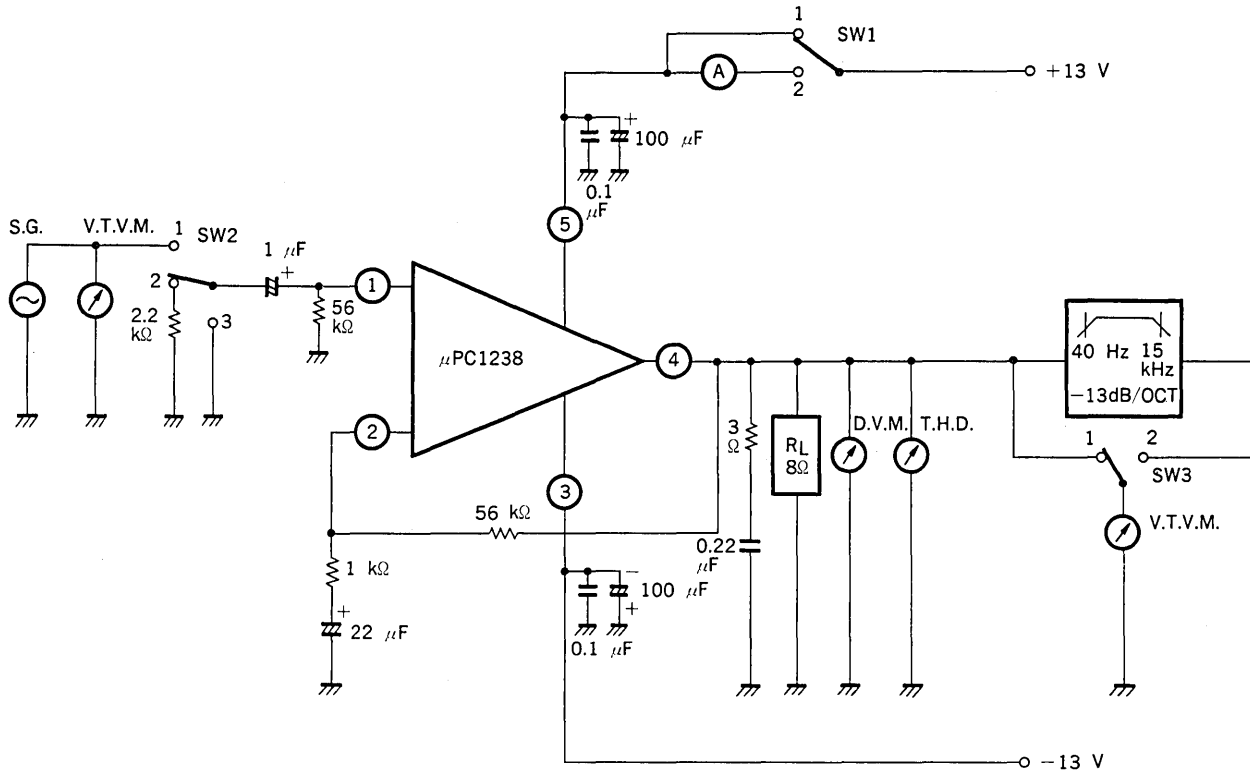 1
SW1
A
+13 V
2
+
100 μF
0.1
μF
5
S.G.
V.T.V.M.
1
SW2
1 μF
+
2
1
2.2
kΩ
3
56
kΩ
μPC1238
4
40 Hz
15
kHz
−13dB/OCT
2
3
Ω
RL
8Ω
D.V.M.
T.H.D.
1
2
SW3
3
56 kΩ
V.T.V.M.
0.22
μF
1 kΩ
−
100 μF
+
+
22 μF
0.1 μF
−13 V